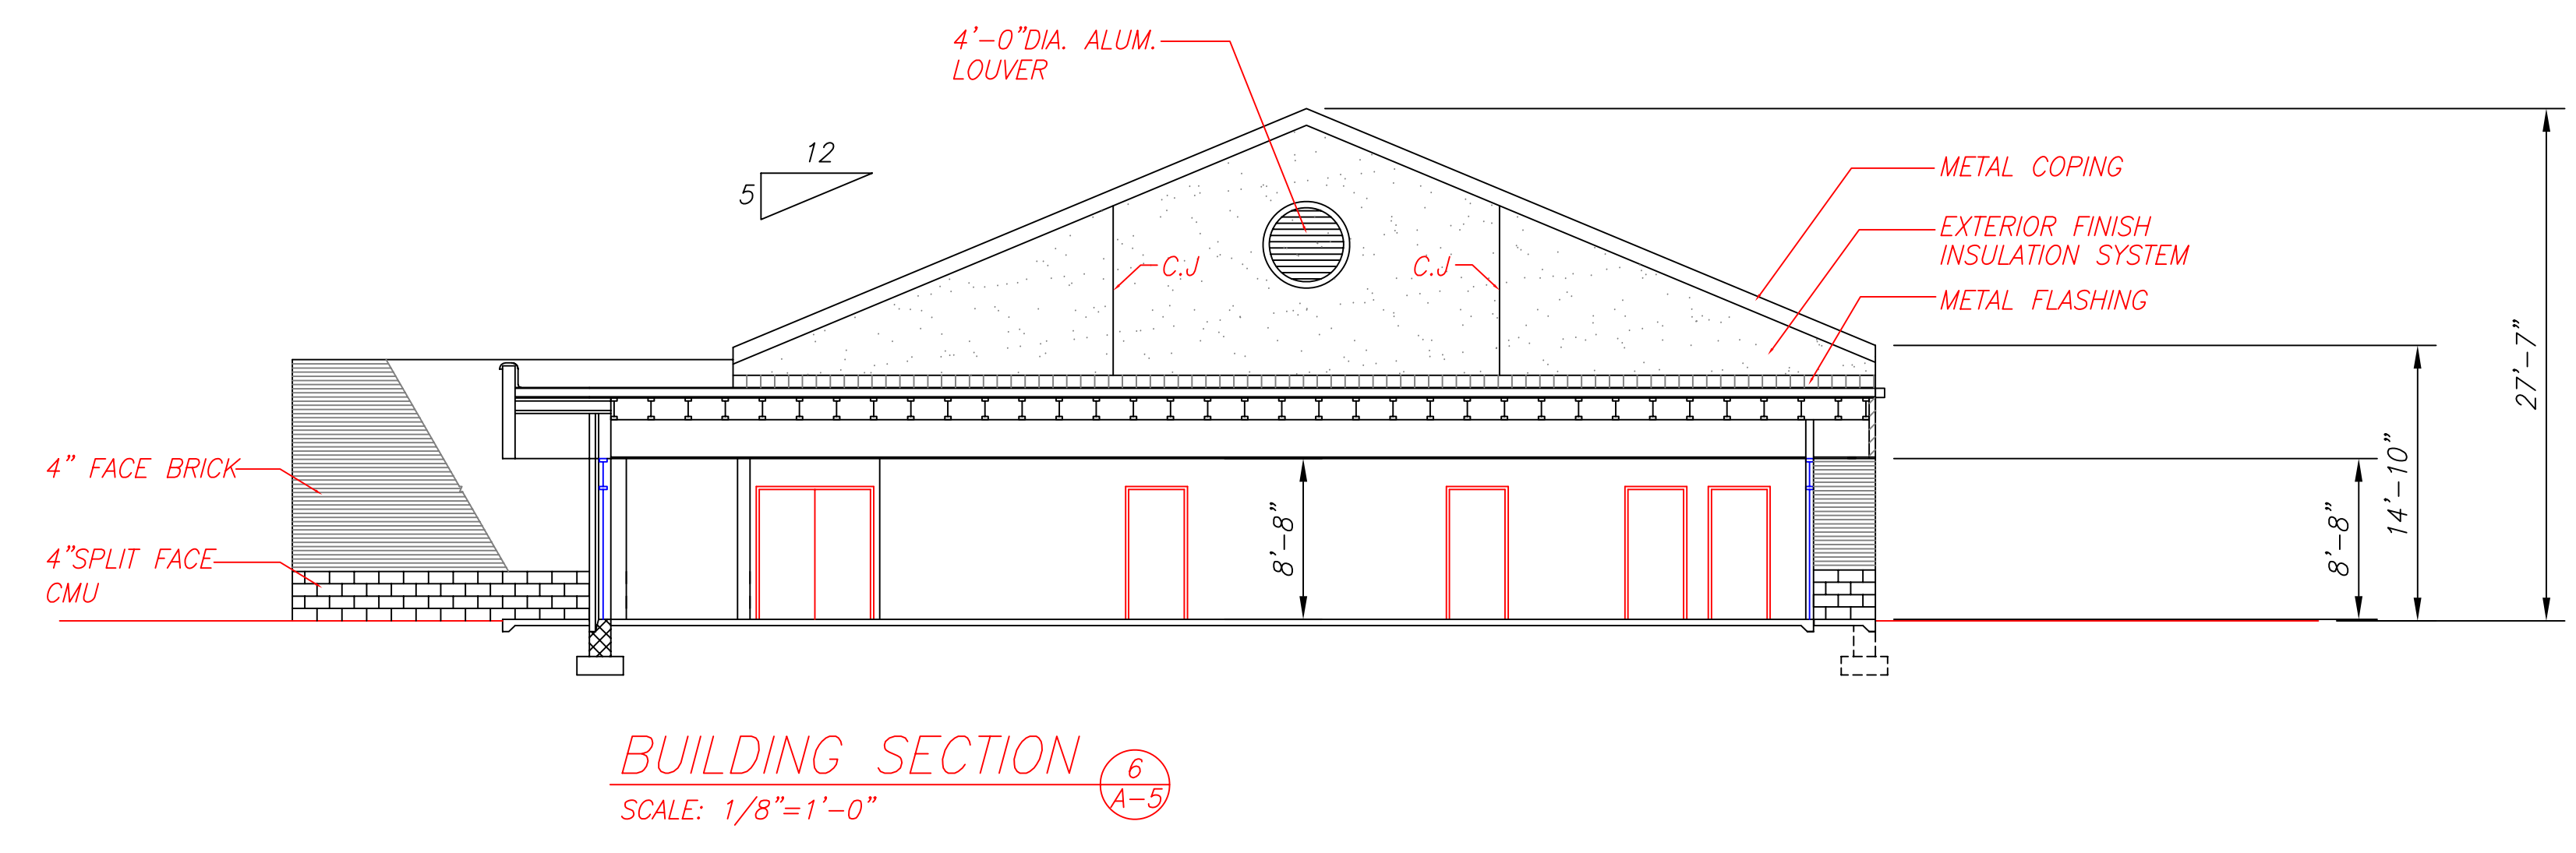 4'-0"DIA. ALUM.
LOUVER
12
5
METAL COPING
EXTERIOR FINISH
INSULATION SYSTEM
METAL FLASHING
C.J
C.J
27'-7"
14'-10"
8'-8"
8'-8"
4" FACE BRICK
4"SPLIT FACE
CMU
BUILDING SECTION
6
A-5
SCALE: 1/8"=1'-0"